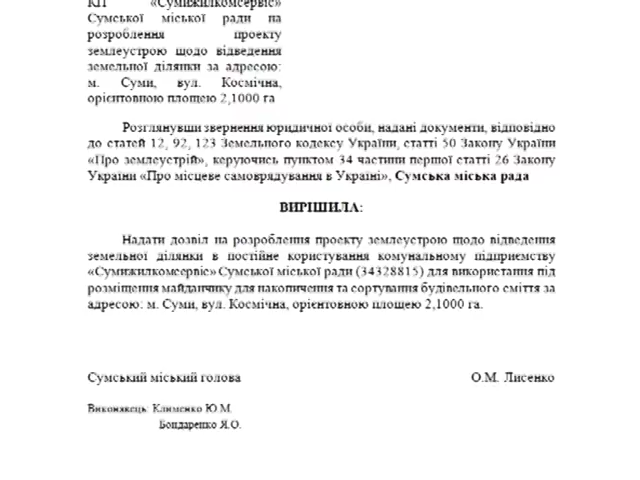 КП «Сумижилкомсервіс»
Сумської міської ради на
розроблення проекту
землеустрою щодо відведення
земельної ділянки за адресою:
м. Суми, вул. Космічна,
орієнтовною площею 2,1000 га
Розглянувши звернення юридичної особи, надані документи, відповідно
до статей 12, 92, 123 Земельного кодексу України, статті 50 Закону України
«Про землеустрій», керуючись пунктом 34 частини першої статті 26 Закону
України «Про місцеве самоврядування в Україні», Сумська міська рада
ВИРІШИЛА:
Надати дозвіл на розроблення проекту землеустрою щодо відведення
земельної ділянки в постійне користування комунальному підприємству
«Сумижилкомсервіс» Сумської міської ради (34328815) для використання під
розміщення майданчику для накопичення та сортування будівельного сміття за
адресою: м. Суми, вул. Космічна, орієнтовною площею 2,1000 га.
Сумський міський голова О.М. Лисенко
Виконавець: Клименко Ю.М.
Бондаренко Я.О.